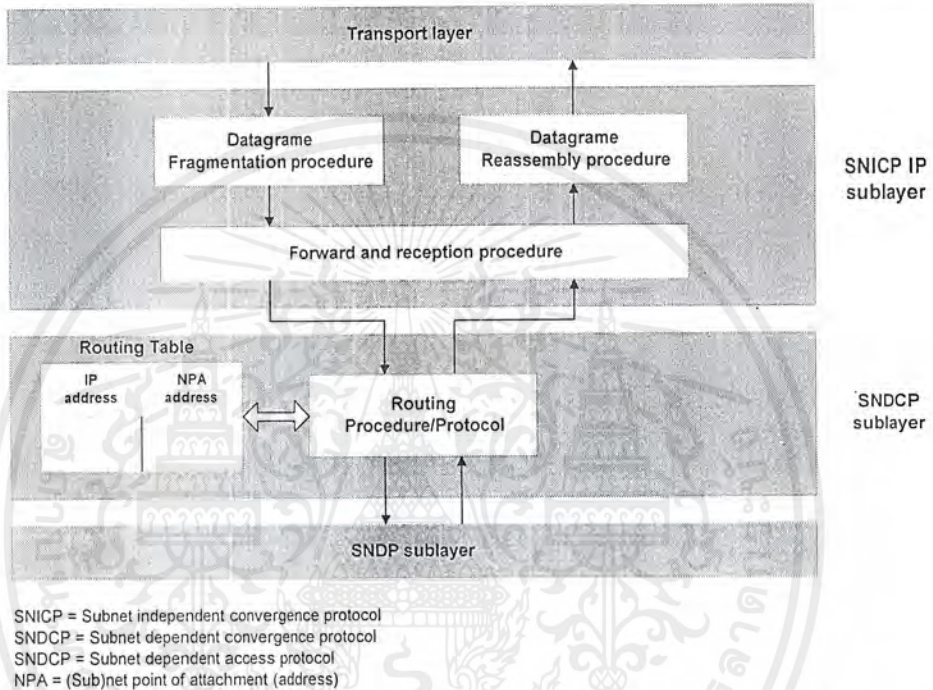 Transport layer
Datagrame
Fragmentation procedure
Datagrame
Reassembly procedure
SNICP IP
sublayer
Forward and reception procedure
Routing Table
IP
address
NPA
address
Routing
Procedure/Protocol
SNDCP
sublayer
SNDP sublayer
SNICP = Subnet independent convergence protocol
SNDCP = Subnet dependent convergence protocol
SNDCP = Subnet dependent access protocol
NPA = (Sub)net point of attachment (address)